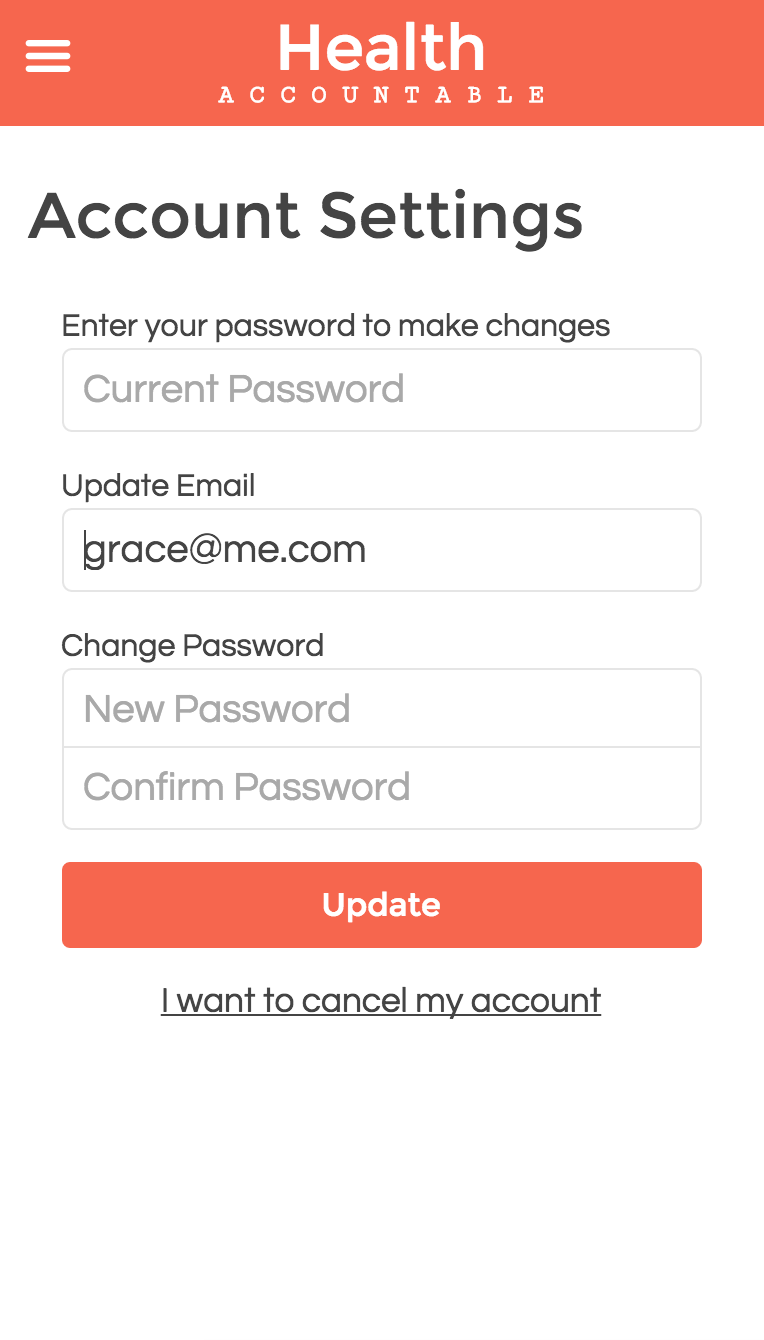 Health
ACCOUNTABLE
Account Settings
Enter your password to make changes
Current Password
Update Email
grace@me.com
Change Password
New Password
Confirm Password
Update
I want to cancel my account